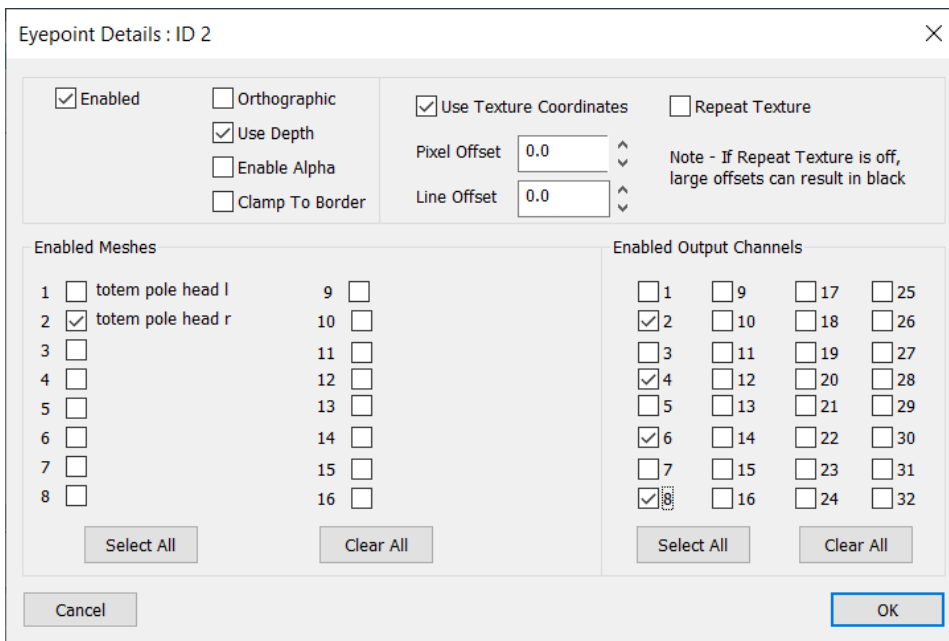 Eyepoint Details : ID 2
Enabled
Orthographic
Use Depth
Enable Alpha
Clamp To Border
Use Texture Coordinates
Repeat Texture
Pixel Offset 0.0
Line Offset 0.0
Note - If Repeat Texture is off,
large offsets can result in black
Enabled Meshes
1 totem pole head l
2 totem pole head r
3
4
5
6
7
8
9
10
11
12
13
14
15
16
Select All Clear All
Enabled Output Channels
1 9 17 25
2 10 18 26
3 11 19 27
4 12 20 28
5 13 21 29
6 14 22 30
7 15 23 31
8 16 24 32
Select All Clear All
Cancel OK